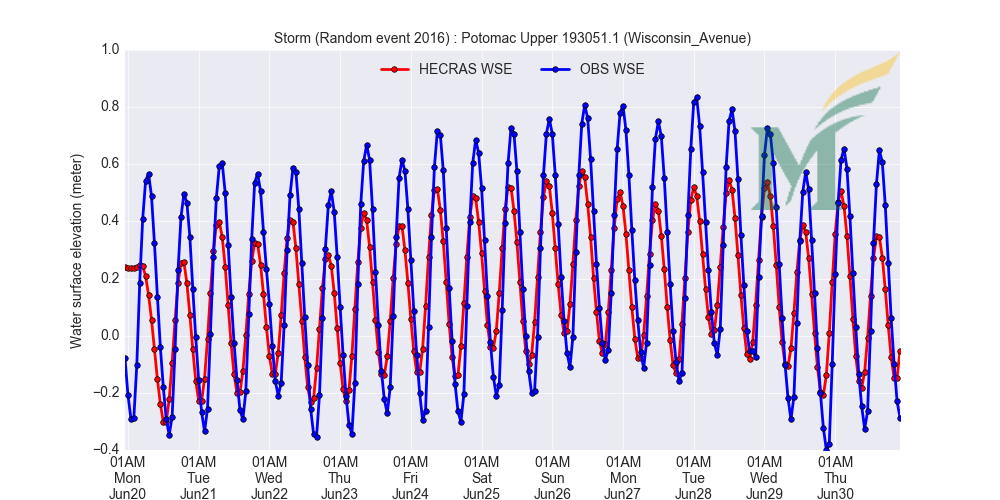 Storm (Random event 2016) : Potomac Upper 193051.1 (Wisconsin_Avenue)
HECRAS WSE
OBS WSE
M
Water surface elevation (meter)
1.0
0.8
0.6
0.4
0.2
0.0
−0.2
−0.4
01AM 01AM 01AM 01AM 01AM 01AM 01AM 01AM 01AM 01AM 01AM
Mon Tue Wed Thu Fri Sat Sun Mon Tue Wed Thu
Jun20 Jun21 Jun22 Jun23 Jun24 Jun25 Jun26 Jun27 Jun28 Jun29 Jun30